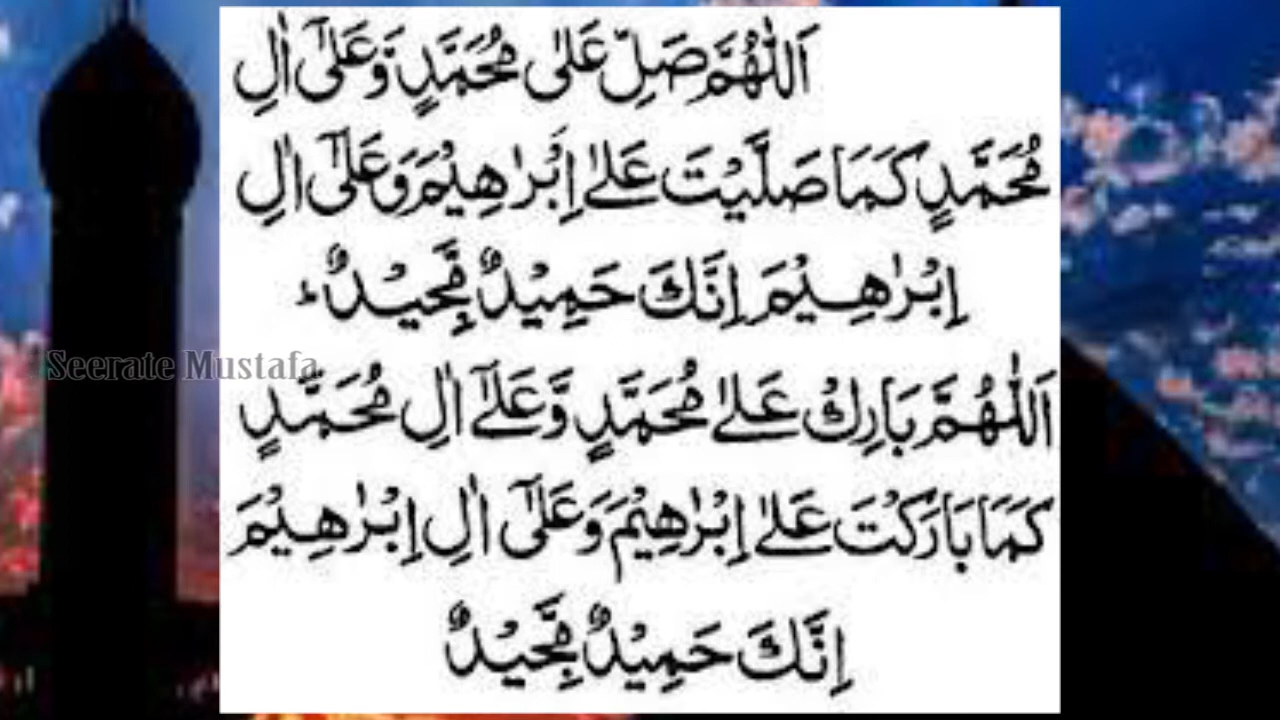 اَللّٰهُمَّ صَلِّ عَلٰى مُحَمَّدٍ وَّعَلٰٓى اٰلِ
مُحَمَّدٍ كَمَا صَلَّيْتَ عَلٰٓى اِبْرٰهِيْمَ وَعَلٰٓى اٰلِ
اِبْرٰهِيْمَ اِنَّكَ حَمِيْدٌ مَّجِيْدٌ ؕ
Seerate Mustafa
اَللّٰهُمَّ بَارِكْ عَلٰى مُحَمَّدٍ وَّعَلٰٓى اٰلِ مُحَمَّدٍ
كَمَا بَارَكْتَ عَلٰٓى اِبْرٰهِيْمَ وَعَلٰٓى اٰلِ اِبْرٰهِيْمَ
اِنَّكَ حَمِيْدٌ مَّجِيْدٌ